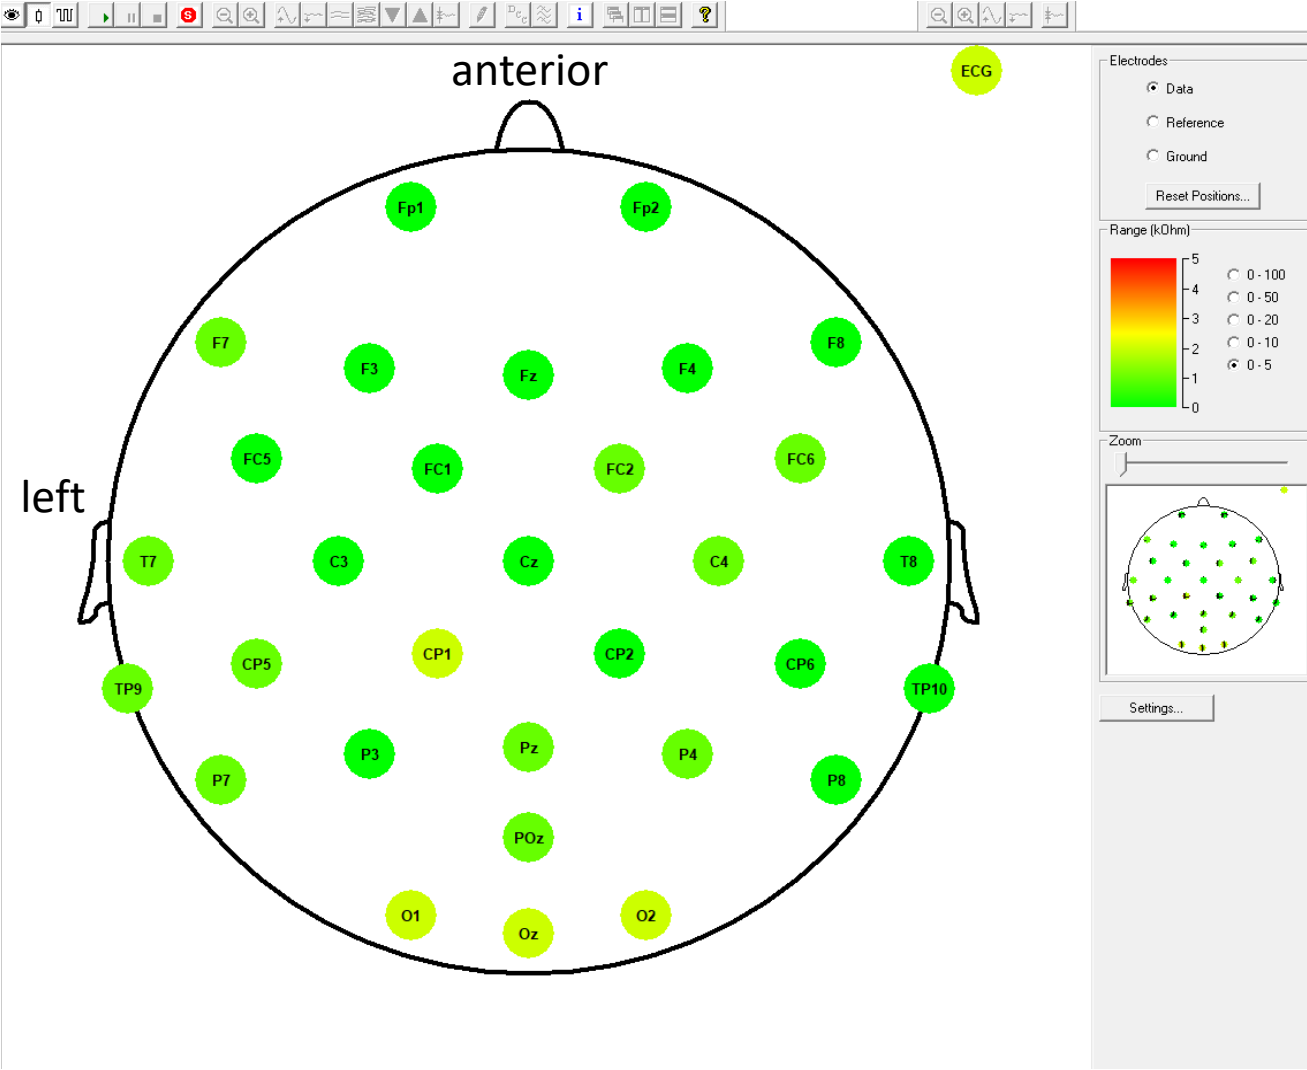 S
Dc
c
i
?
anterior
ECG
Fp1 Fp2
F7 F3 Fz F4 F8
FC5 FC1 FC2 FC6
left
T7 C3 Cz C4 T8
CP5 CP1 CP2 CP6
TP9 TP10
P7 P3 Pz P4 P8
POz
O1 Oz O2
Electrodes
Data
Reference
Ground
Reset Positions...
Range (kOhm)
5
4
3
2
1
0
0 - 100
0 - 50
0 - 20
0 - 10
0 - 5
Zoom
Settings...